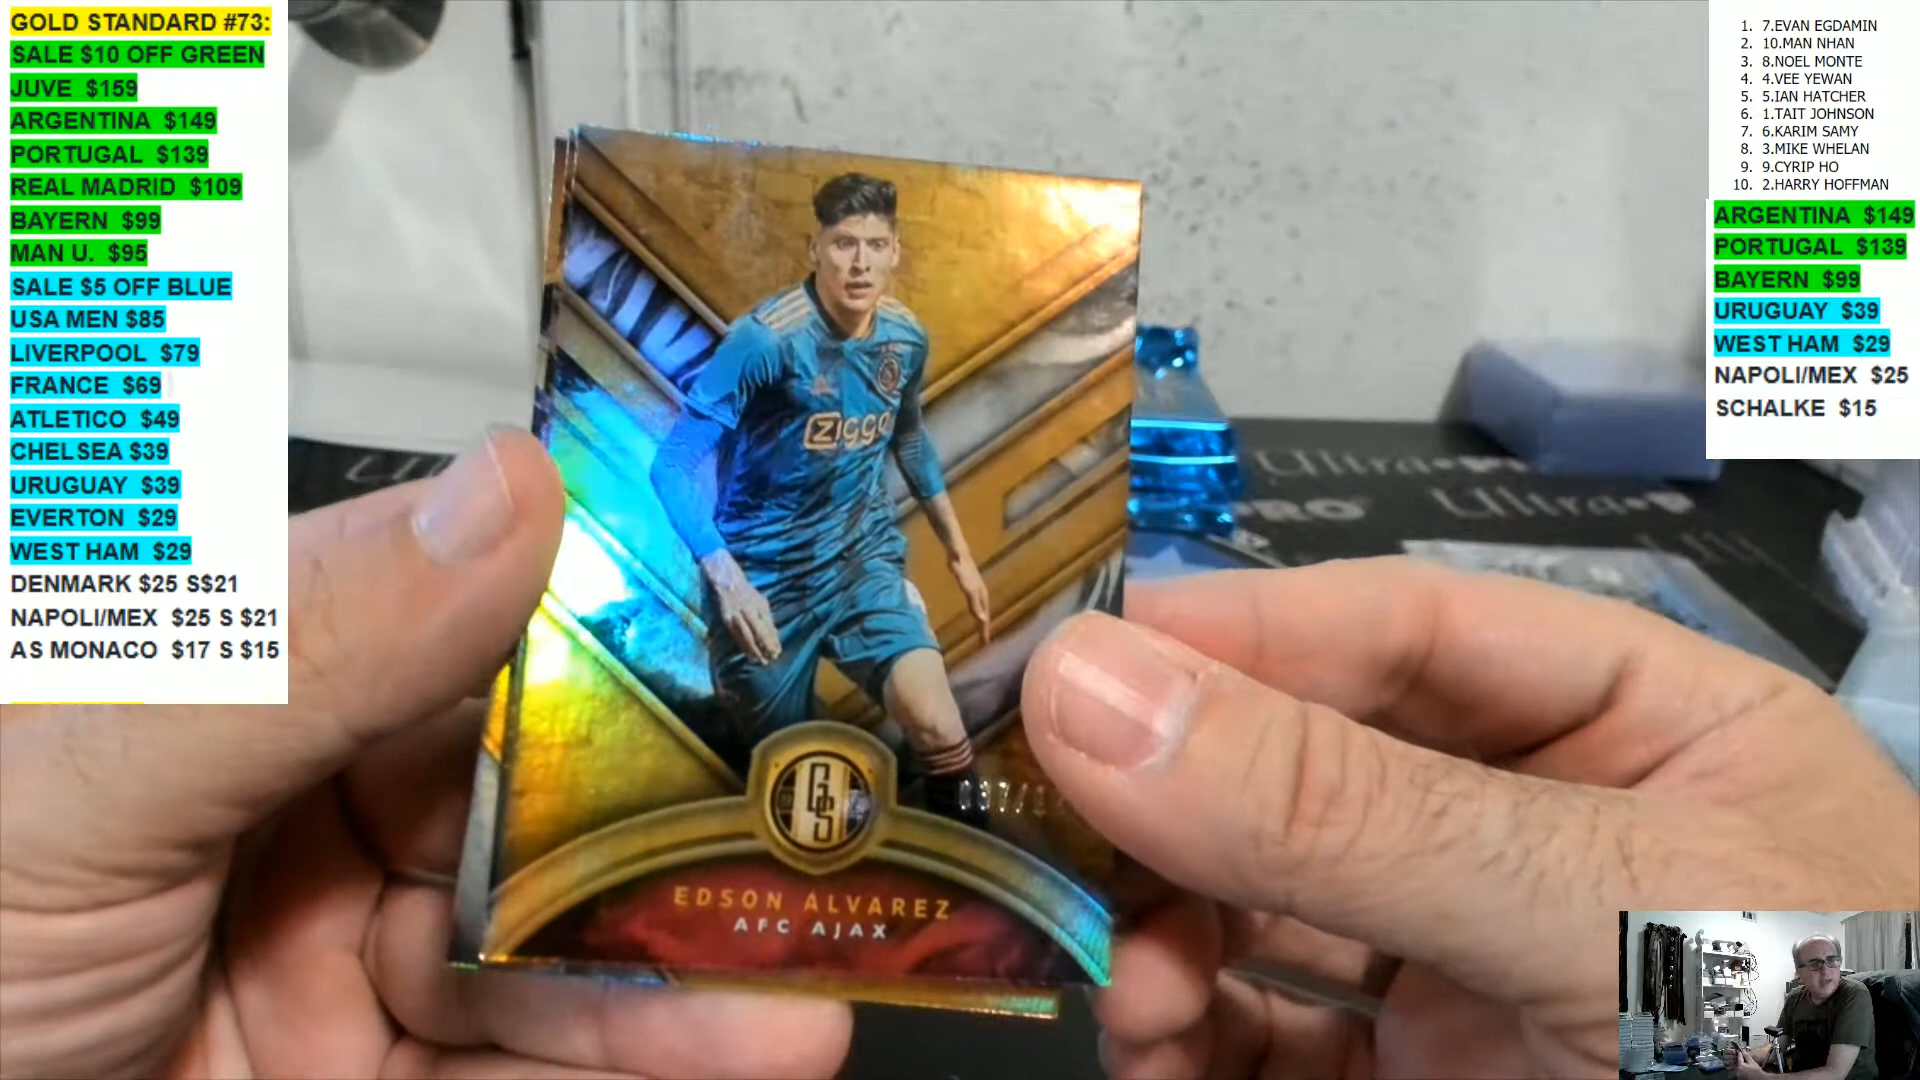 GOLD STANDARD #73:
SALE $10 OFF GREEN
JUVE $159
ARGENTINA $149
PORTUGAL $139
REAL MADRID $109
BAYERN $99
MAN U. $95
SALE $5 OFF BLUE
USA MEN $85
LIVERPOOL $79
FRANCE $69
ATLETICO $49
CHELSEA $39
URUGUAY $39
EVERTON $29
WEST HAM $29
DENMARK $25 S$21
NAPOLI/MEX $25 S $21
AS MONACO $17 S $15
ZIGGO
GS
EDSON ÁLVAREZ
AFC AJAX
Ultra
PRO
Ultra
1. 7.EVAN EGDAMIN
2. 10.MAN NHAN
3. 8.NOEL MONTE
4. 4.VEE YEWAN
5. 5.IAN HATCHER
6. 1.TAIT JOHNSON
7. 6.KARIM SAMY
8. 3.MIKE WHELAN
9. 9.CYRIP HO
10. 2.HARRY HOFFMAN
ARGENTINA $149
PORTUGAL $139
BAYERN $99
URUGUAY $39
WEST HAM $29
NAPOLI/MEX $25
SCHALKE $15